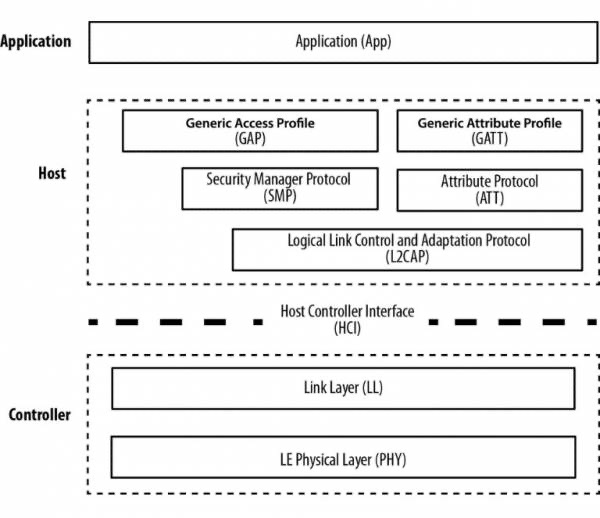 Application
Application (App)
Generic Access Profile
(GAP)
Generic Attribute Profile
(GATT)
Host
Security Manager Protocol
(SMP)
Attribute Protocol
(ATT)
Logical Link Control and Adaptation Protocol
(L2CAP)
Host Controller Interface
(HCI)
Link Layer (LL)
Controller
LE Physical Layer (PHY)